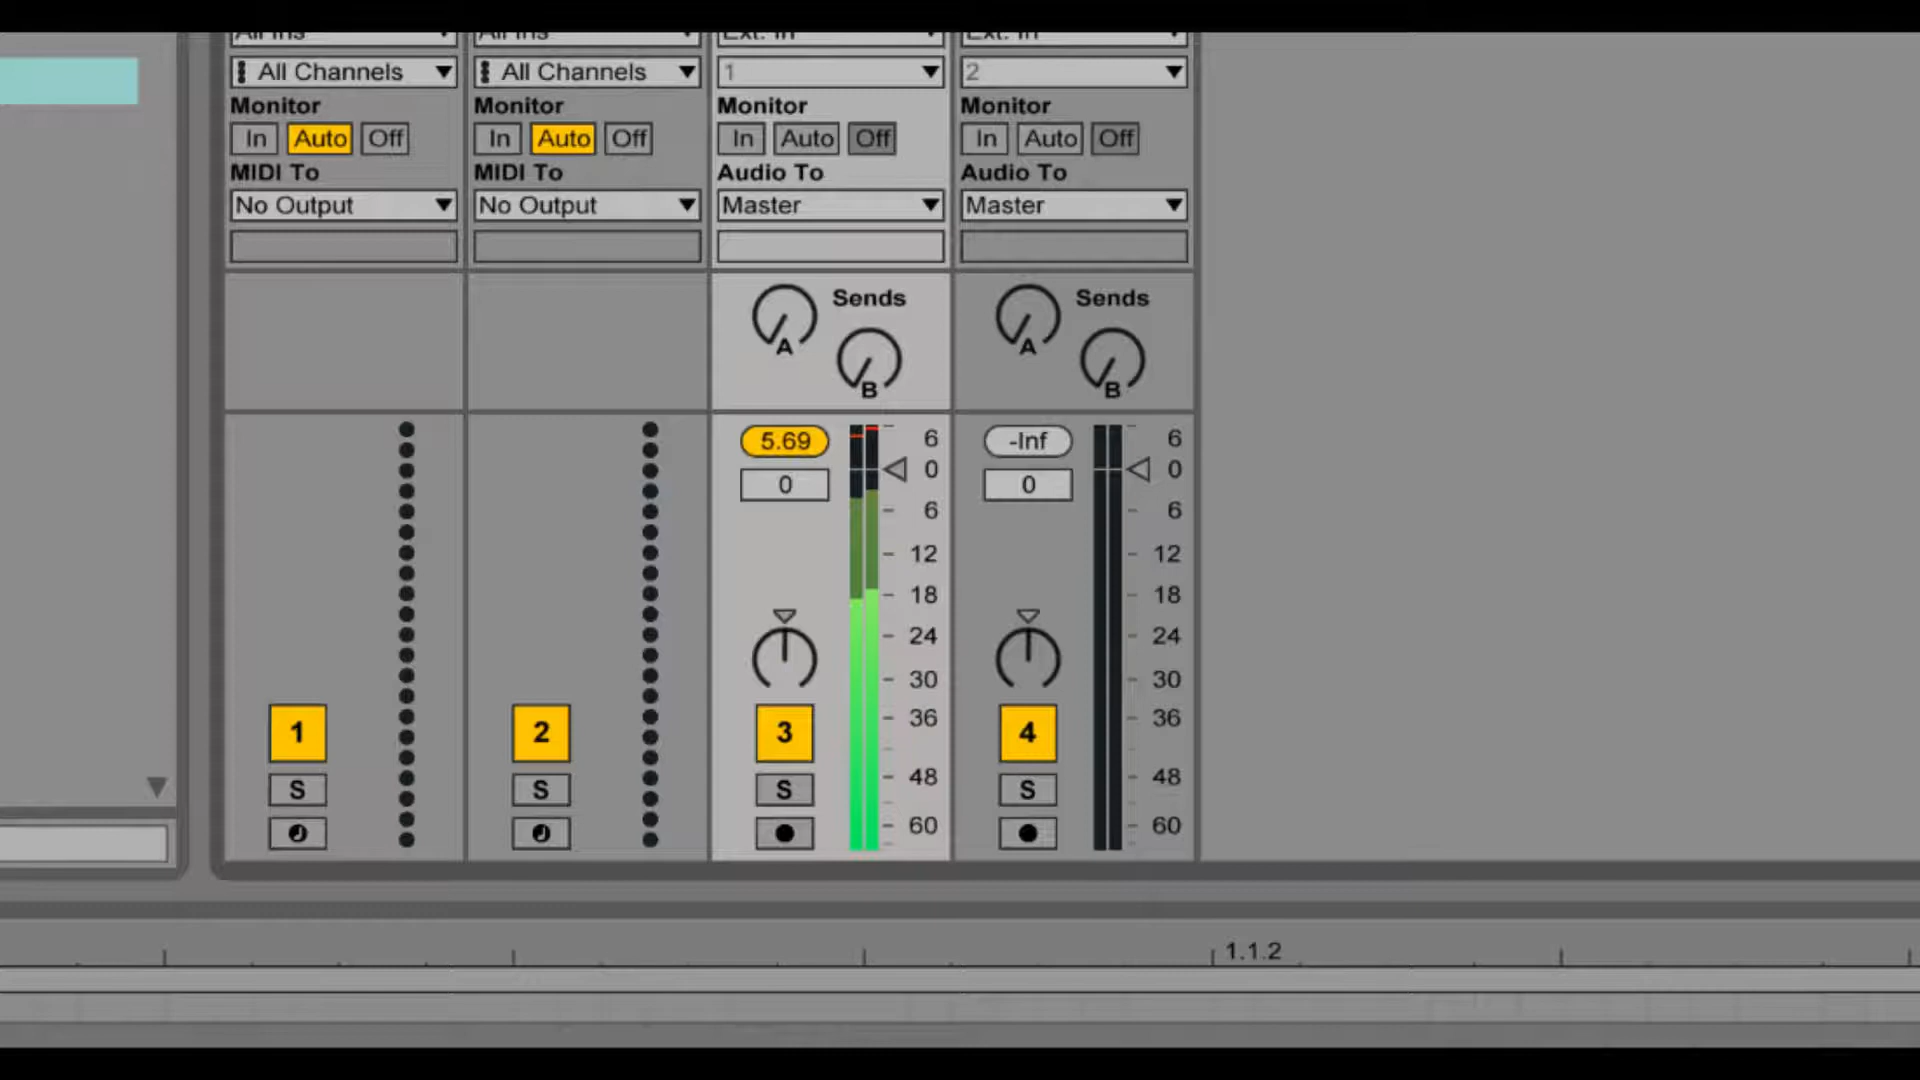 All Ins All Ins Ext. In Ext. In
All Channels All Channels 1 2
Monitor Monitor Monitor Monitor
In Auto Off In Auto Off In Auto Off In Auto Off
MIDI To MIDI To Audio To Audio To
No Output No Output Master Master
Sends Sends
A A
B B
5.69 6 -Inf 6
0 0 0 0
6 6
12 12
18 18
24 24
30 30
36 36
1 2 3 4
48 48
S S S S
60 60
1.1.2